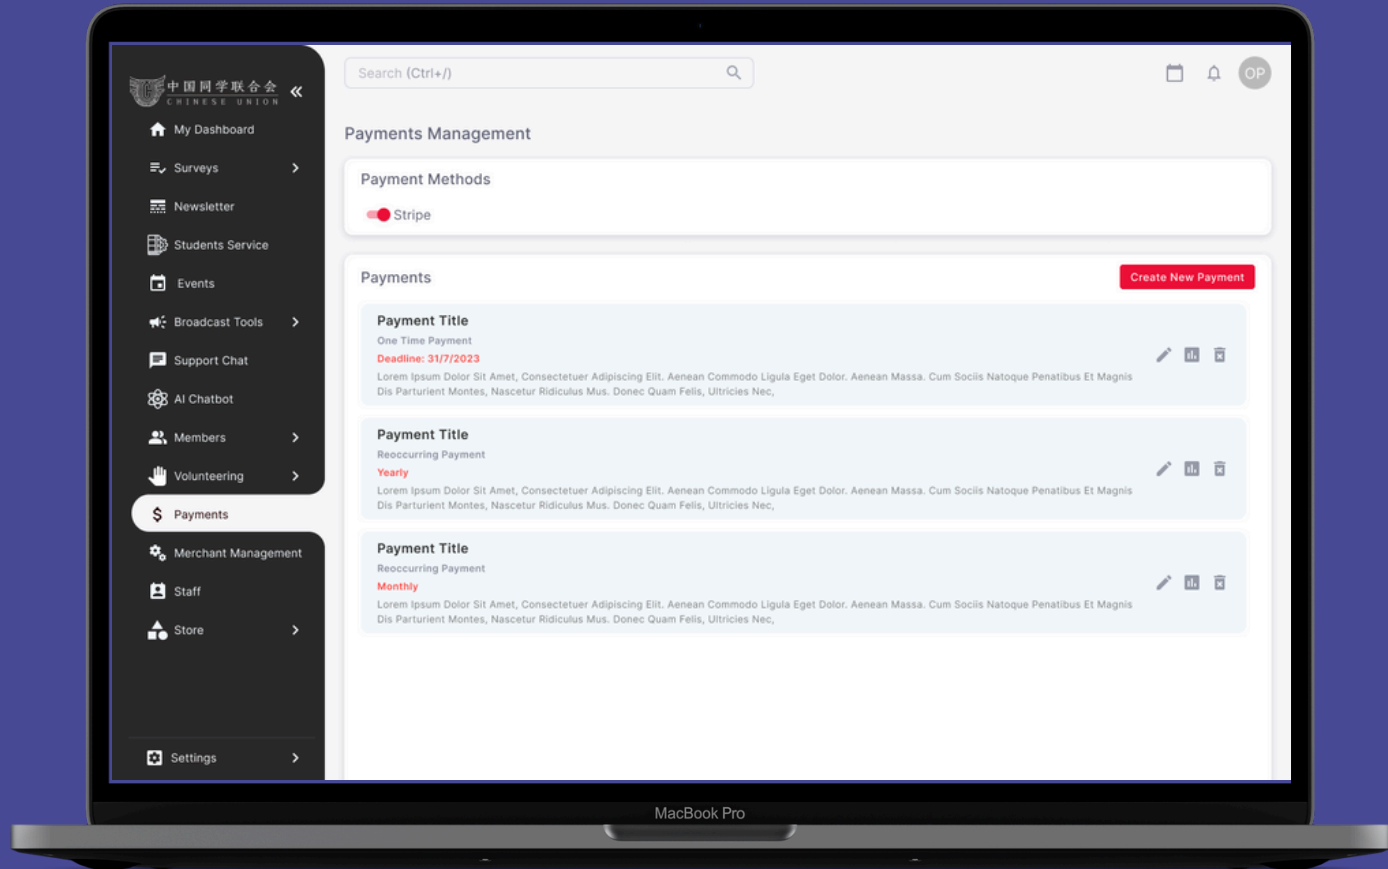 中国同学联合会
CHINESE UNION
My Dashboard
Surveys
Newsletter
Students Service
Events
Broadcast Tools
Support Chat
AI Chatbot
Members
Volunteering
Payments
Merchant Management
Staff
Store
Settings
Search (Ctrl+/)
OP
Payments Management
Payment Methods
Stripe
Payments
Create New Payment
Payment Title
One Time Payment
Deadline: 31/7/2023
Lorem Ipsum Dolor Sit Amet, Consectetuer Adipiscing Elit. Aenean Commodo Ligula Eget Dolor. Aenean Massa. Cum Sociis Natoque Penatibus Et Magnis
Dis Parturient Montes, Nascetur Ridiculus Mus. Donec Quam Felis, Ultricies Nec,
Payment Title
Reoccurring Payment
Yearly
Lorem Ipsum Dolor Sit Amet, Consectetuer Adipiscing Elit. Aenean Commodo Ligula Eget Dolor. Aenean Massa. Cum Sociis Natoque Penatibus Et Magnis
Dis Parturient Montes, Nascetur Ridiculus Mus. Donec Quam Felis, Ultricies Nec,
Payment Title
Reoccurring Payment
Monthly
Lorem Ipsum Dolor Sit Amet, Consectetuer Adipiscing Elit. Aenean Commodo Ligula Eget Dolor. Aenean Massa. Cum Sociis Natoque Penatibus Et Magnis
Dis Parturient Montes, Nascetur Ridiculus Mus. Donec Quam Felis, Ultricies Nec,
MacBook Pro